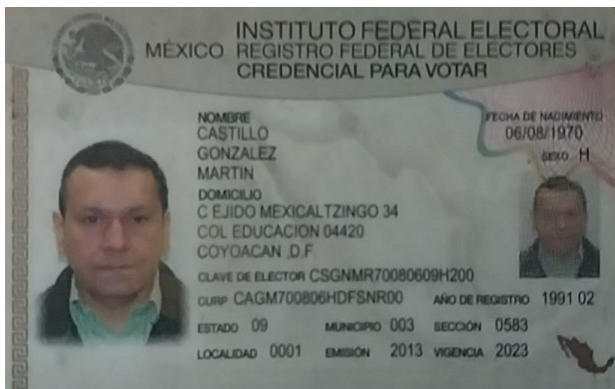 INSTITUTO FEDERAL ELECTORAL
MÉXICO REGISTRO FEDERAL DE ELECTORES
CREDENCIAL PARA VOTAR
NOMBRE
CASTILLO
GONZALEZ
MARTIN
FECHA DE NACIMIENTO
06/08/1970
SEXO H
DOMICILIO
C EJIDO MEXICALTZINGO 34
COL EDUCACION 04420
COYOACAN ,D.F.
CLAVE DE ELECTOR CSGNMR70080609H200
CURP CAGM700806HDFSNR00 AÑO DE REGISTRO 1991 02
ESTADO 09 MUNICIPIO 003 SECCIÓN 0583
LOCALIDAD 0001 EMISIÓN 2013 VIGENCIA 2023